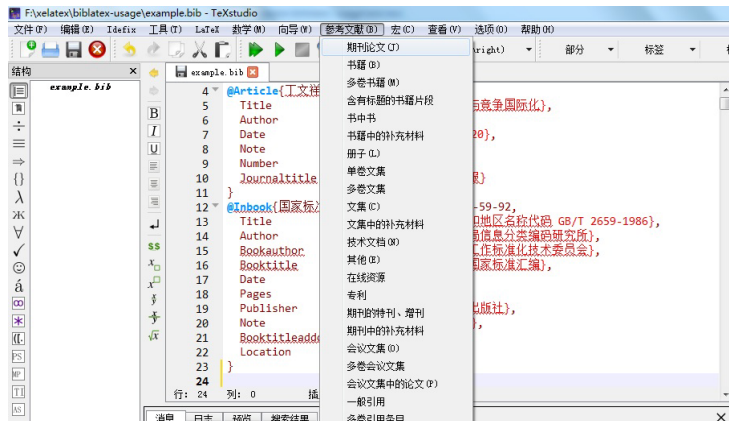 F:\xelatex\biblatex-usage\example.bib - TeXstudio
文件(F) 编辑(E) Idefix 工具(T) LaTeX 数学(M) 向导(W) 参考文献(B) 宏(C) 查看(V) 选项(O) 帮助(H)
right) 部分 标签
结构
example.bib
example.bib
期刊论文(J)
书籍(B)
多卷书籍(M)
含有标题的书籍片段
书中书
书籍中的补充材料
册子(L)
单卷文集
多卷文集
文集(C)
文集中的补充材料
技术文档(N)
其他(E)
在线资源
专利
期刊的特刊、增刊
期刊中的补充材料
会议文集(O)
多卷会议文集
会议文集中的论文(P)
一般引用
多卷引用条目
4 @Article{丁文祥
5 Title 与竞争国际化},
6 Author
7 Date 20},
8 Note
9 Number
10 Journaltitle }
11 }
12 @Inbook{国家标 -59-92,
13 Title 和地区名称代码 GB/T 2659-1986},
14 Author 局信息分类编码研究所},
15 Bookauthor 工作标准化技术委员会},
16 Booktitle 国家标准汇编},
17 Date
18 Pages
19 Publisher 出版社},
20 Note },
21 Booktitleadd
22 Location
23 }
24
行: 24 列: 0 插
消息 日志 预览 搜索结果